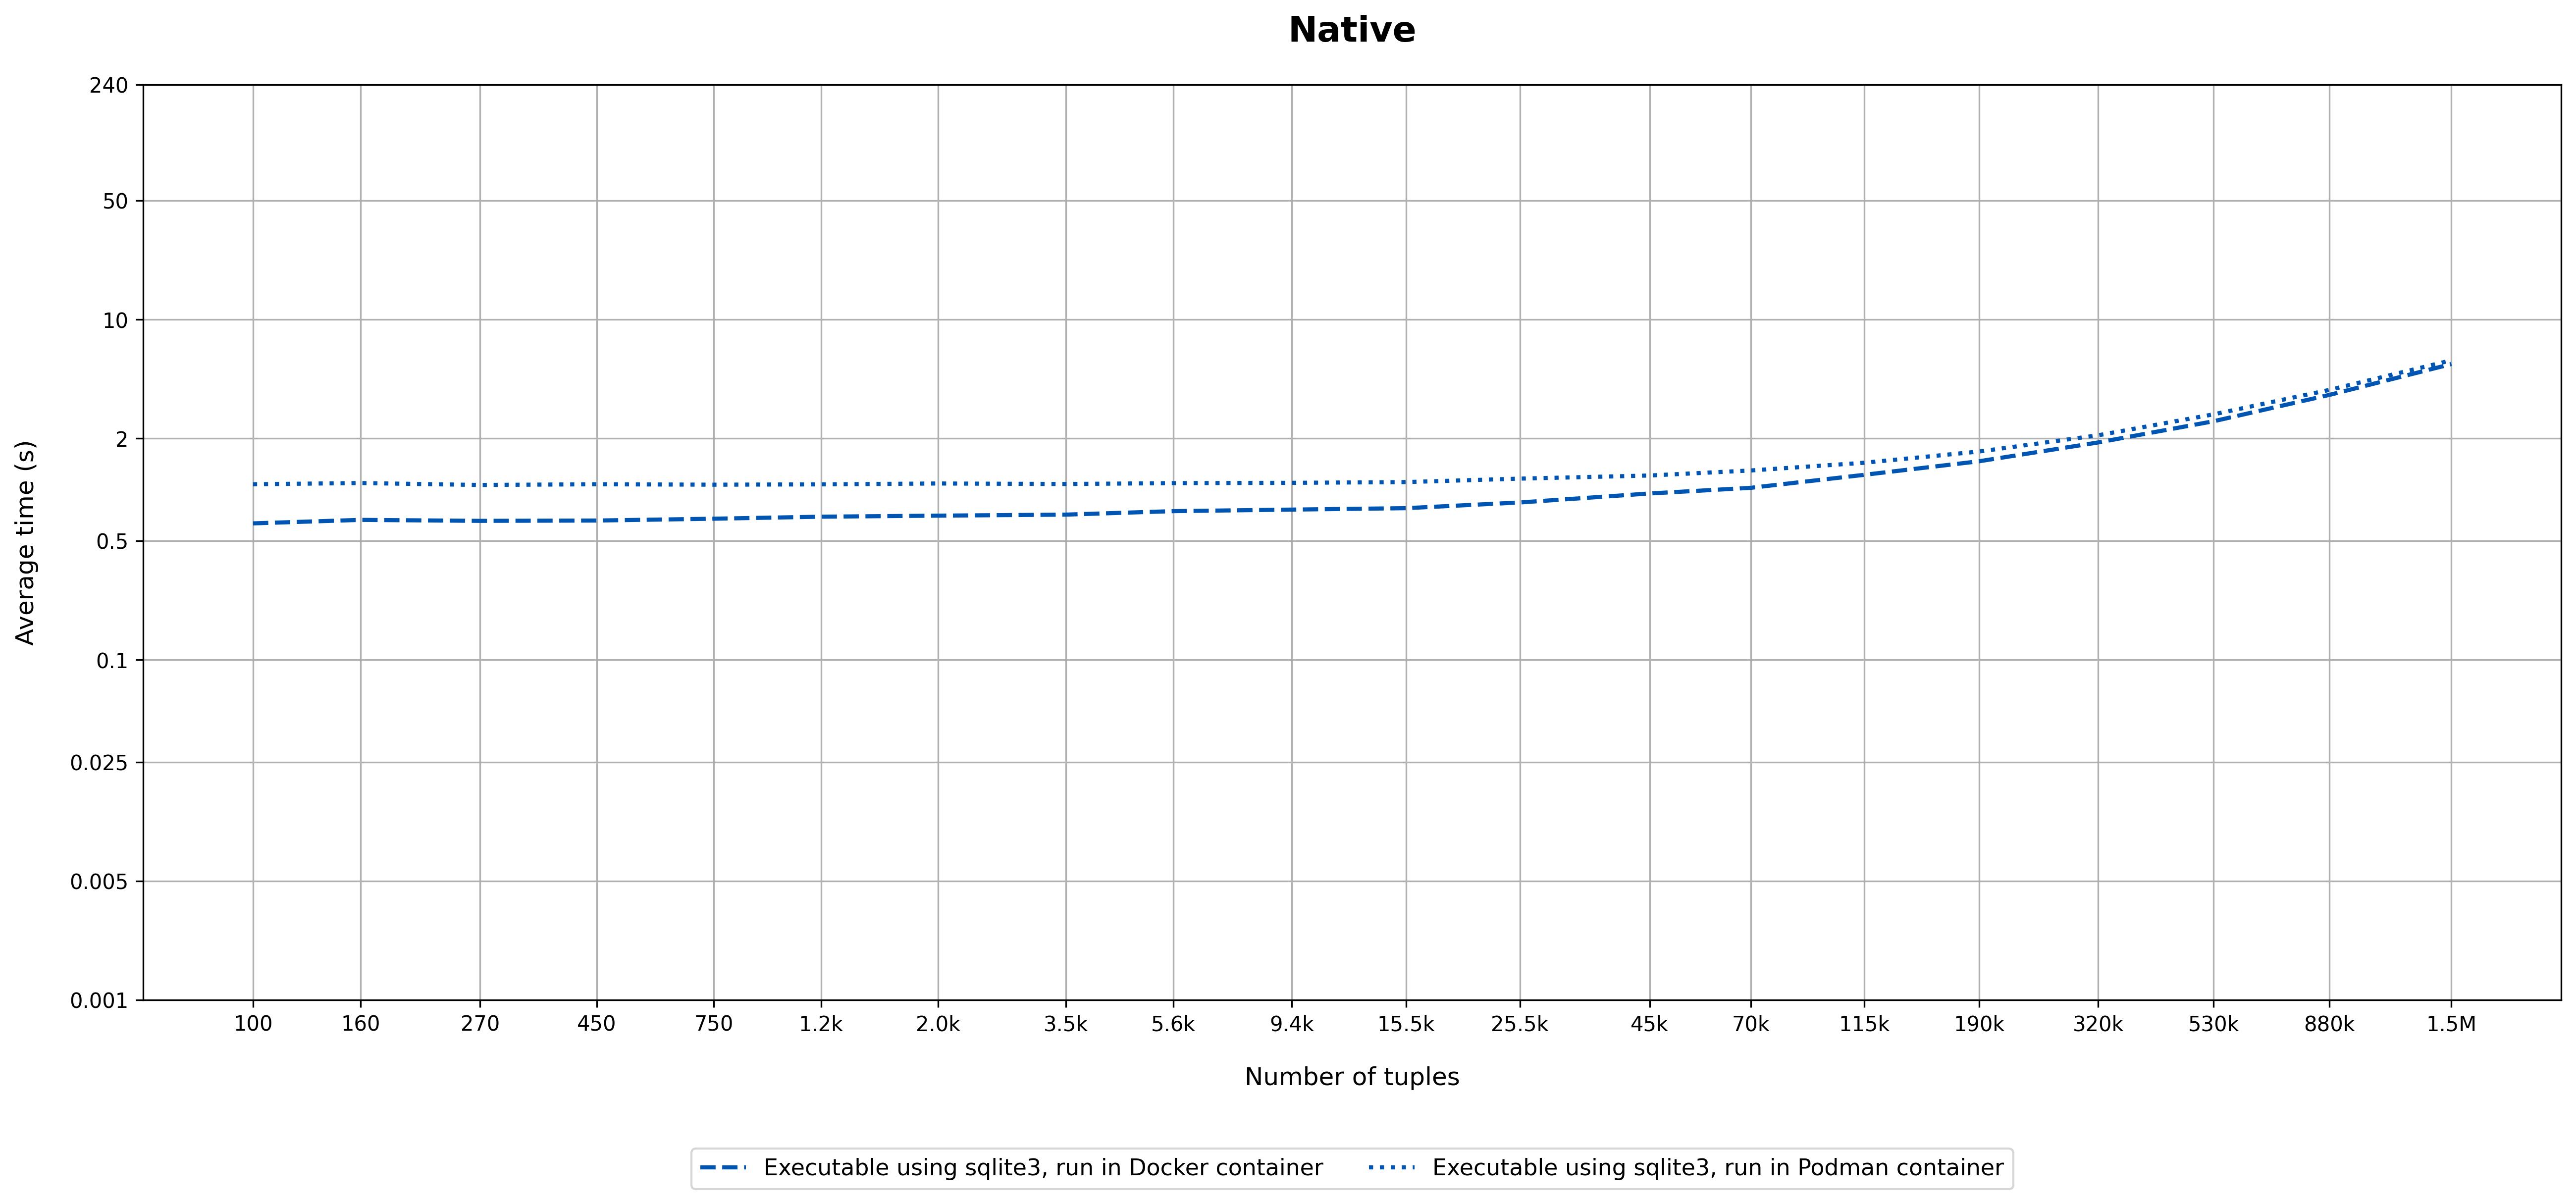 Native
240
50
10
2
0.5
0.1
0.025
0.005
0.001
Average time (s)
100 160 270 450 750 1.2k 2.0k 3.5k 5.6k 9.4k 15.5k 25.5k 45k 70k 115k 190k 320k 530k 880k 1.5M
Number of tuples
Executable using sqlite3, run in Docker container Executable using sqlite3, run in Podman container